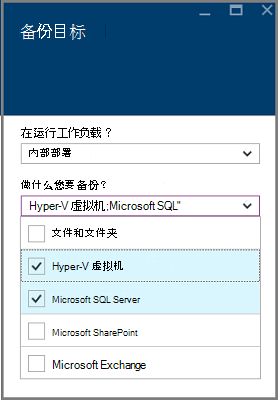 备份目标
在运行工作负载？
内部部署
做什么您要备份?
Hyper-V 虚拟机;Microsoft SQL"
文件和文件夹
Hyper-V 虚拟机
Microsoft SQL Server
Microsoft SharePoint
Microsoft Exchange